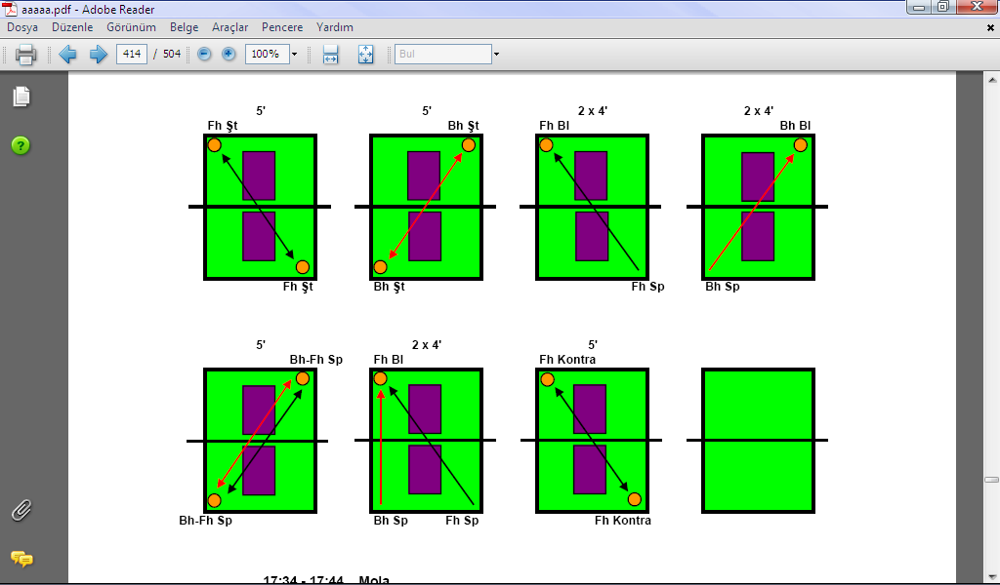 aaaaa.pdf - Adobe Reader
Dosya Düzenle Görünüm Belge Araçlar Pencere Yardım
414 / 504 100% Bul
5' 5' 2 x 4' 2 x 4'
Fh Şt Bh Şt Fh Bl Bh Bl
Fh Şt Bh Şt Fh Sp Bh Sp
5' 2 x 4' 5'
Bh-Fh Sp Fh Bl Fh Kontra
Bh-Fh Sp Bh Sp Fh Sp Fh Kontra
17:34 - 17:44 Mola